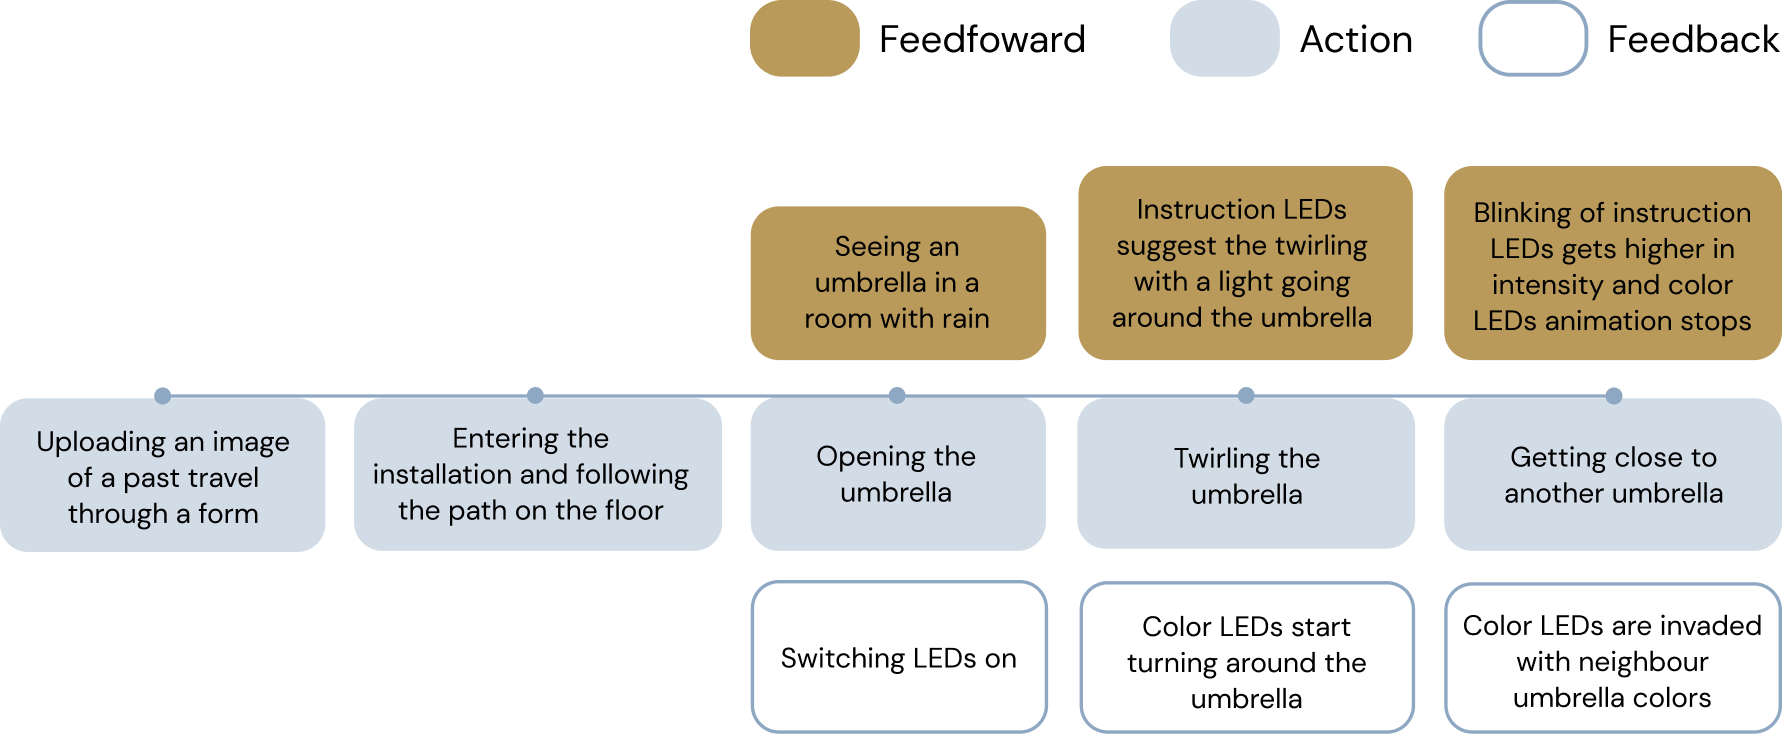 Feedfoward
Action
Feedback
Seeing an
umbrella in a
room with rain
Instruction LEDs
suggest the twirling
with a light going
around the umbrella
Blinking of instruction
LEDs gets higher in
intensity and color
LEDs animation stops
Uploading an image
of a past travel
through a form
Entering the
installation and following
the path on the floor
Opening the
umbrella
Twirling the
umbrella
Getting close to
another umbrella
Switching LEDs on
Color LEDs start
turning around the
umbrella
Color LEDs are invaded
with neighbour
umbrella colors